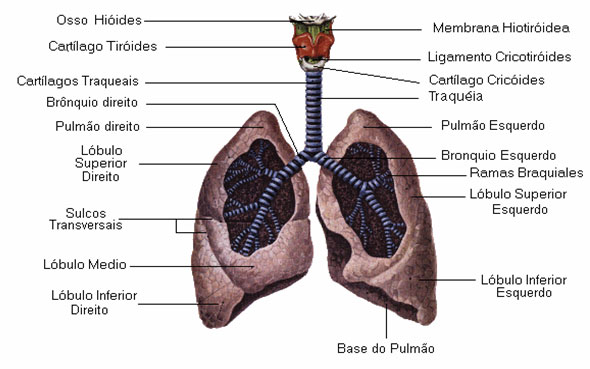 Osso Hióides
Cartílago Tiróides
Cartílagos Traqueais
Brônquio direito
Pulmão direito
Lóbulo
Superior
Direito
Sulcos
Transversais
Lóbulo Medio
Lóbulo Inferior
Direito
Membrana Hiotiróidea
Ligamento Cricotiróides
Cartílago Cricóides
Traquéia
Pulmão Esquerdo
Bronquio Esquerdo
Ramas Braquiales
Lóbulo Superior
Esquerdo
Lóbulo Inferior
Esquerdo
Base do Pulmão